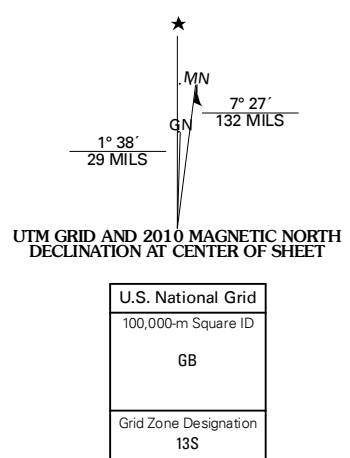 MN
GN
7° 27´
132 MILS
1° 38´
29 MILS
UTM GRID AND 2010 MAGNETIC NORTH
DECLINATION AT CENTER OF SHEET
U.S. National Grid
100,000-m Square ID
GB
Grid Zone Designation
13S